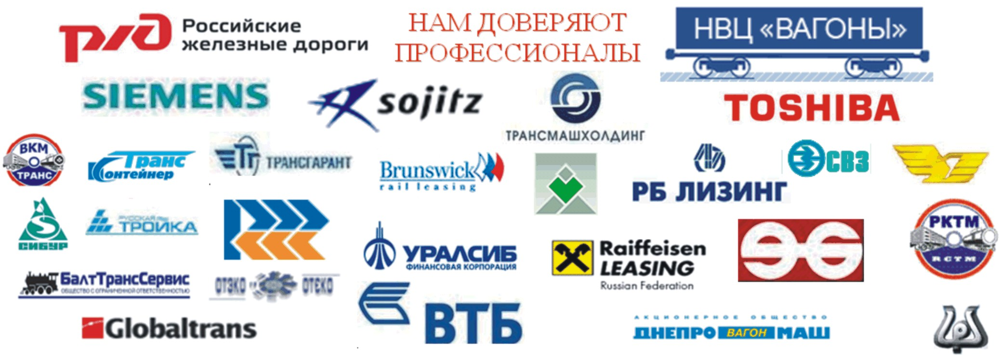 РЖД Российские
железные дороги
НАМ ДОВЕРЯЮТ
ПРОФЕССИОНАЛЫ
НВЦ «ВАГОНЫ»
SIEMENS
sojitz
ТРАНСМАШХОЛДИНГ
TOSHIBA
ВКМ
ТРАНС
Транс
Контейнер
ТГ ТРАНСГАРАНТ
Brunswick
rail leasing
РБ ЛИЗИНГ
СВЗ
СИБУР
РУССКАЯ
ТРОЙКА
УРАЛСИБ
ФИНАНСОВАЯ КОРПОРАЦИЯ
Raiffeisen
LEASING
Russian Federation
РКТМ
RCTM
БалтТрансСервис
ОБЩЕСТВО С ОГРАНИЧЕННОЙ ОТВЕТСТВЕННОСТЬЮ
ОТЭКО ОТЕКО
ВТБ
Globaltrans
АКЦИОНЕРНОЕ ОБЩЕСТВО
ДНЕПРО ВАГОН МАШ